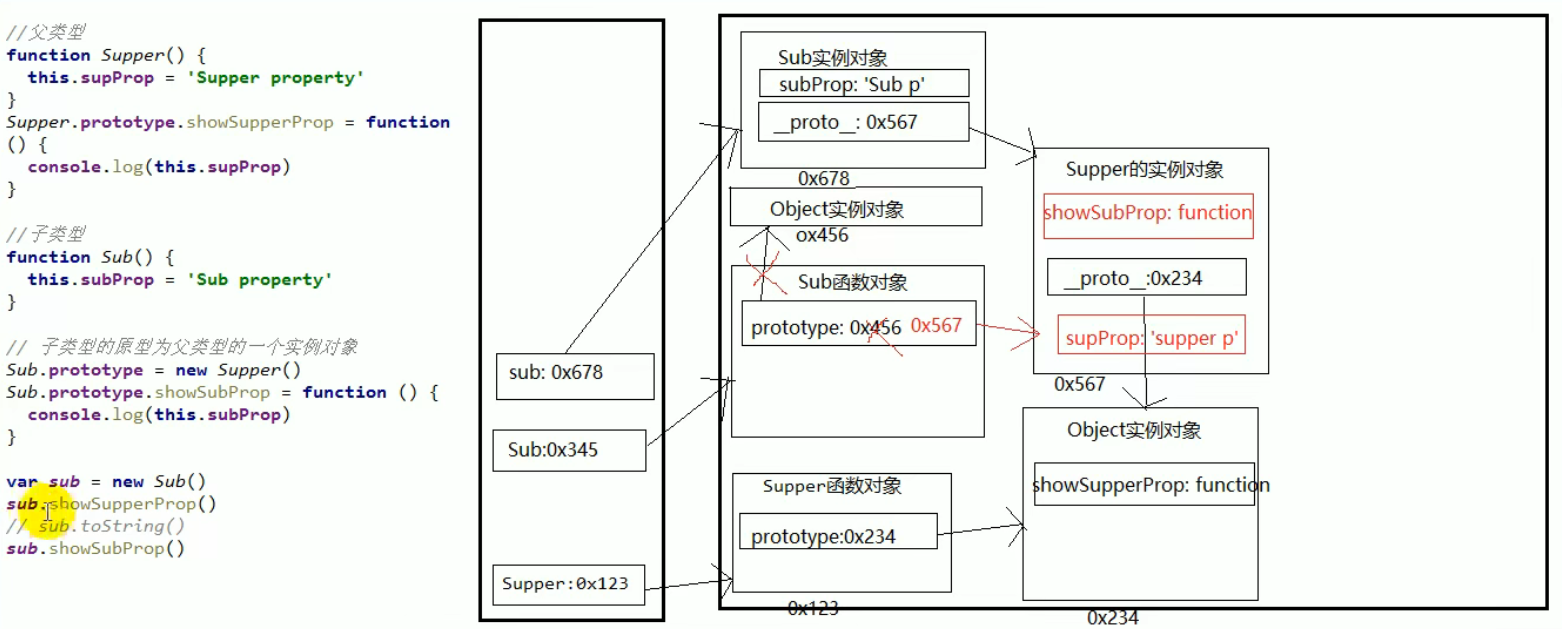 //父类型
function Supper() {
this.supProp = 'Supper property'
}
Supper.prototype.showSupperProp = function
() {
console.log(this.supProp)
}
//子类型
function Sub() {
this.subProp = 'Sub property'
}
// 子类型的原型为父类型的一个实例对象
Sub.prototype = new Supper()
Sub.prototype.showSubProp = function () {
console.log(this.subProp)
}
var sub = new Sub()
sub.showSupperProp()
// sub.toString()
sub.showSubProp()
sub: 0x678
Sub:0x345
Supper:0x123
Sub实例对象
subProp: 'Sub p'
__proto__: 0x567
0x678
Object实例对象
ox456
Sub函数对象
prototype: 0x456 0x567
Supper函数对象
prototype:0x234
0x123
Supper的实例对象
showSubProp: function
__proto__:0x234
supProp: 'supper p'
0x567
Object实例对象
showSupperProp: function
0x234